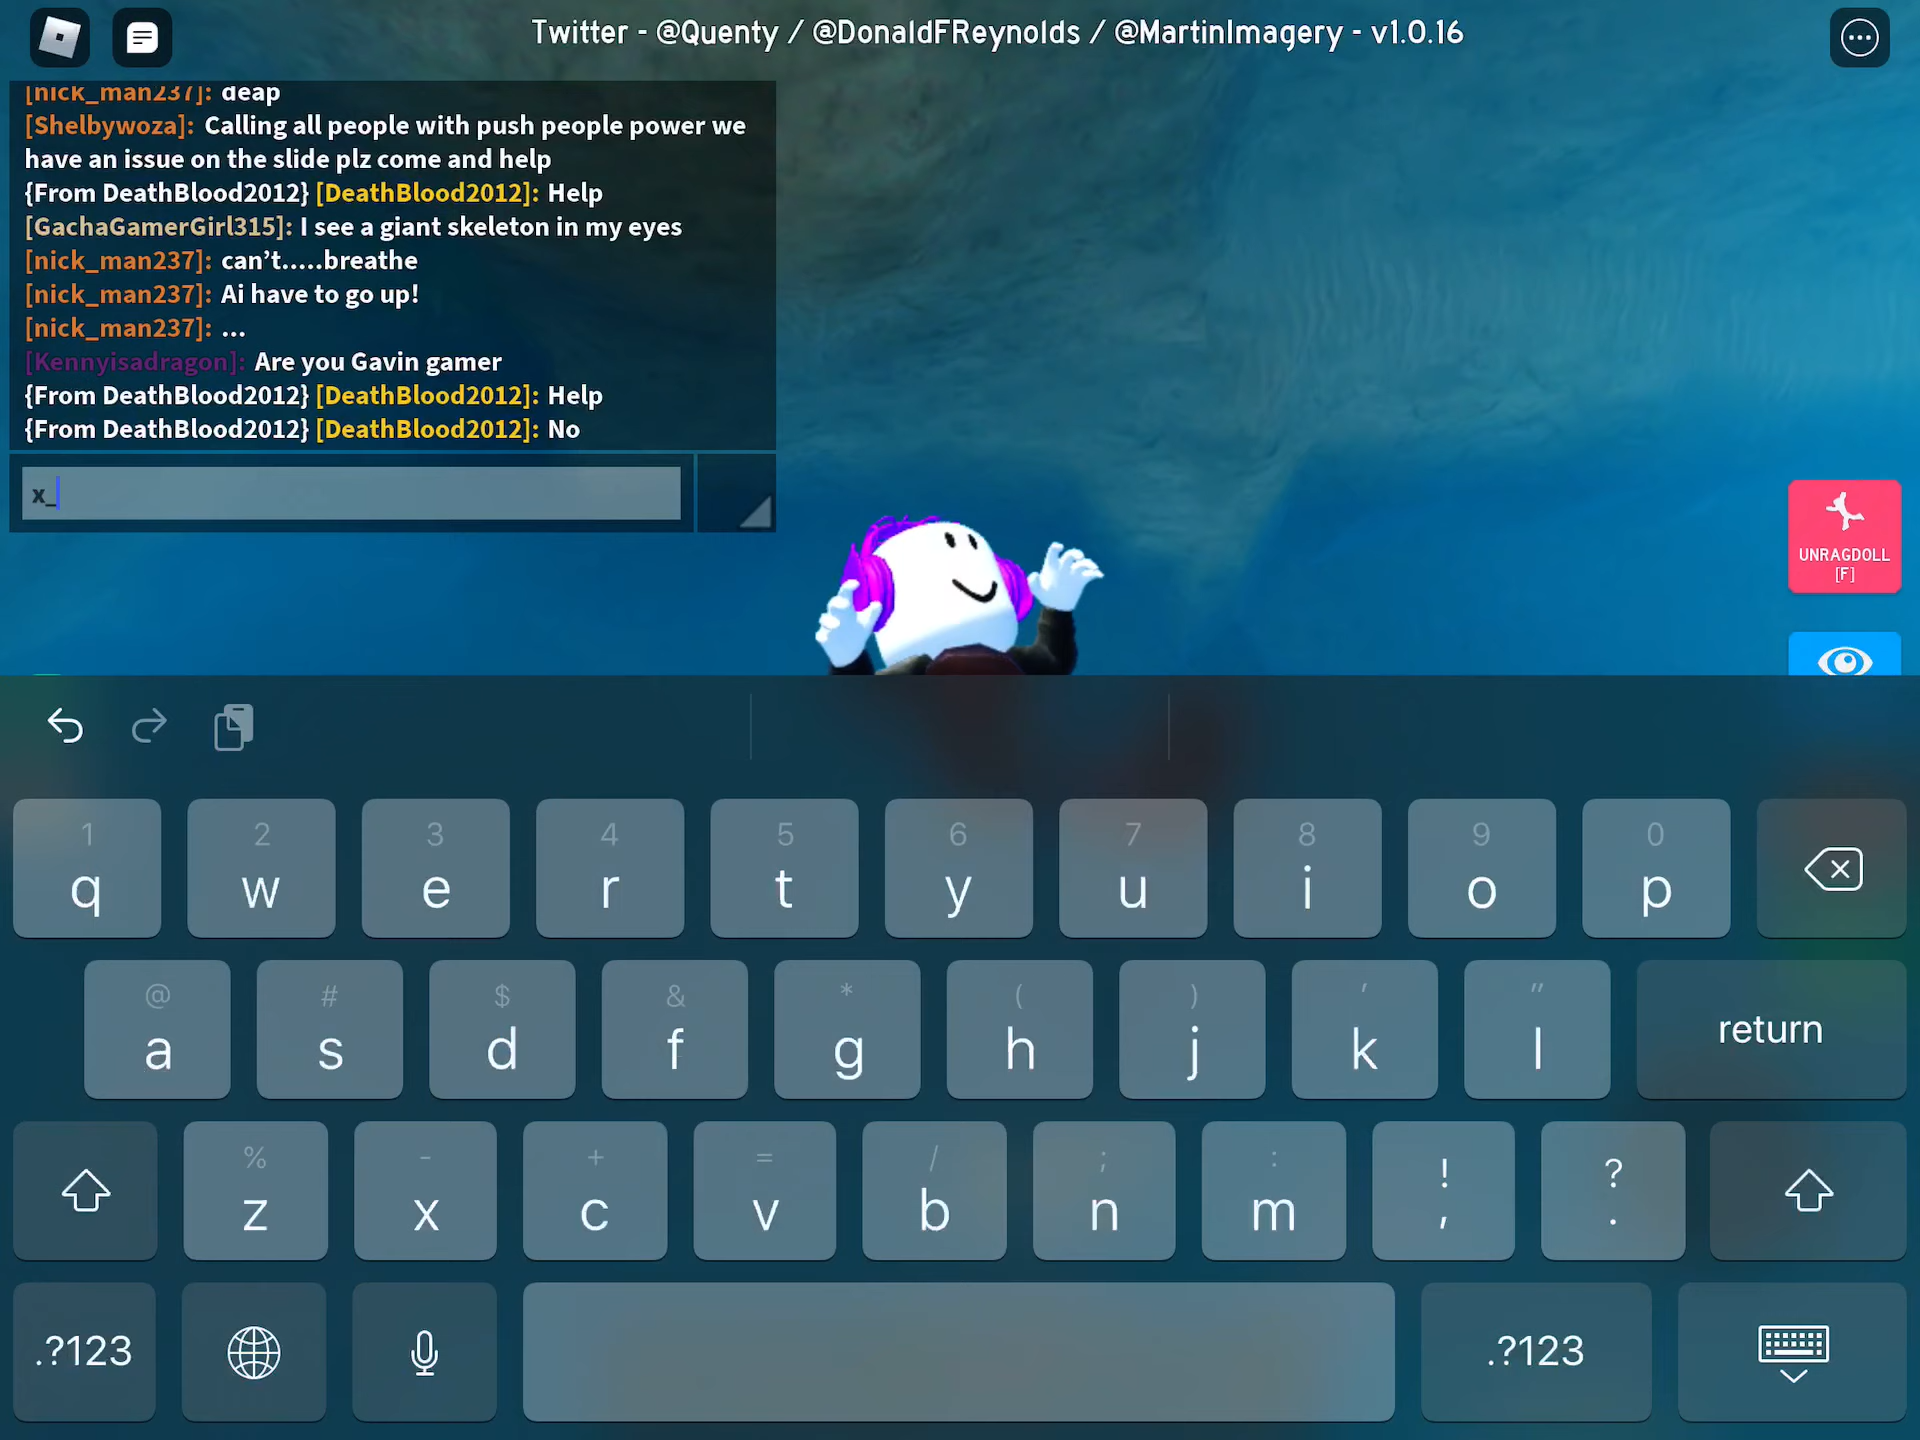 Twitter - @Quenty / @DonaldFReynolds / @MartinImagery - v1.0.16
[nick_man237]: deap
[Shelbywoza]: Calling all people with push people power we
have an issue on the slide plz come and help
{From DeathBlood2012} [DeathBlood2012]: Help
[GachaGamerGirl315]: I see a giant skeleton in my eyes
[nick_man237]: can't.....breathe
[nick_man237]: Ai have to go up!
[nick_man237]: ...
[Kennyisadragon]: Are you Gavin gamer
{From DeathBlood2012} [DeathBlood2012]: Help
{From DeathBlood2012} [DeathBlood2012]: No
x_
UNRAGDOLL
[F]
1 2 3 4 5 6 7 8 9 0
q w e r t y u i o p
@ # $ & * ( ) ' "
a s d f g h j k l return
% - + = / ; : ! ?
z x c v b n m , .
.?123 .?123